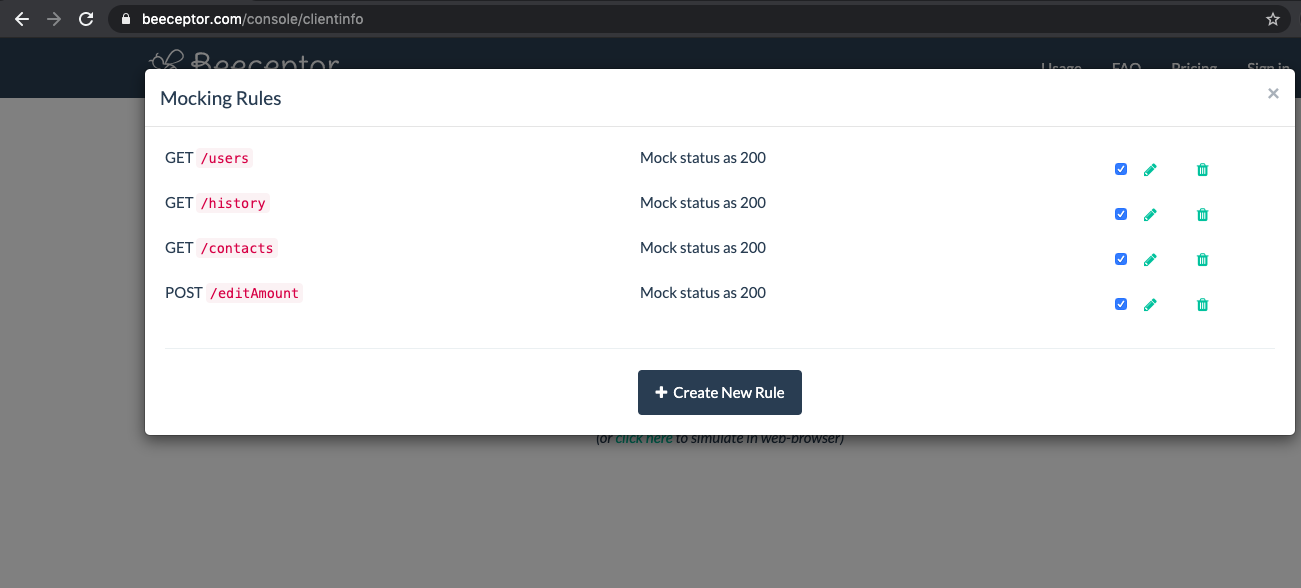 beeceptor.com/console/clientinfo
Beeceptor
Usage FAQ Pricing Sign in
Mocking Rules ×
GET /users Mock status as 200
GET /history Mock status as 200
GET /contacts Mock status as 200
POST /editAmount Mock status as 200
+ Create New Rule
(or click here to simulate in web-browser)